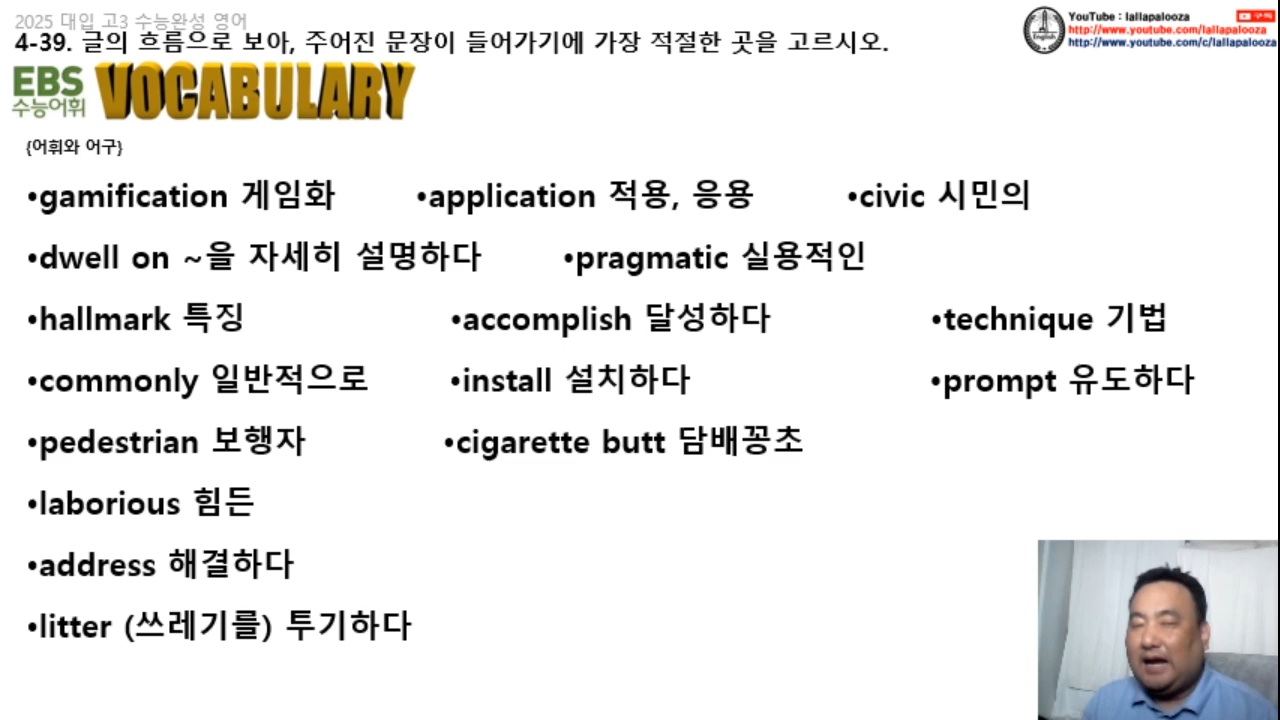 2025 대입 고3 수능완성 영어
4-39. 글의 흐름으로 보아, 주어진 문장이 들어가기에 가장 적절한 곳을 고르시오.
YouTube : lallapalooza 구독
http://www.youtube.com/lallapalooza
http://www.youtube.com/c/lallapalooza
English
EBS VOCABULARY
수능어휘
{어휘와 어구}
•gamification 게임화 •application 적용, 응용 •civic 시민의
•dwell on ~을 자세히 설명하다 •pragmatic 실용적인
•hallmark 특징 •accomplish 달성하다 •technique 기법
•commonly 일반적으로 •install 설치하다 •prompt 유도하다
•pedestrian 보행자 •cigarette butt 담배꽁초
•laborious 힘든
•address 해결하다
•litter (쓰레기를) 투기하다